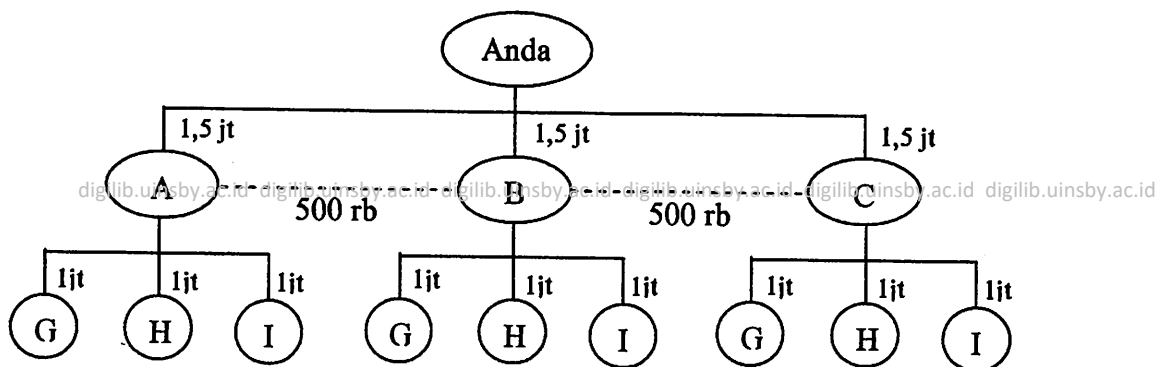 Anda
1,5 jt 1,5 jt 1,5 jt
A B C
digilib.uinsby.ac.id digilib.uinsby.ac.id digilib.uinsby.ac.id digilib.uinsby.ac.id digilib.uinsby.ac.id digilib.uinsby.ac.id
500 rb 500 rb
1jt 1jt 1jt 1jt 1jt 1jt 1jt 1jt 1jt
G H I G H I G H I